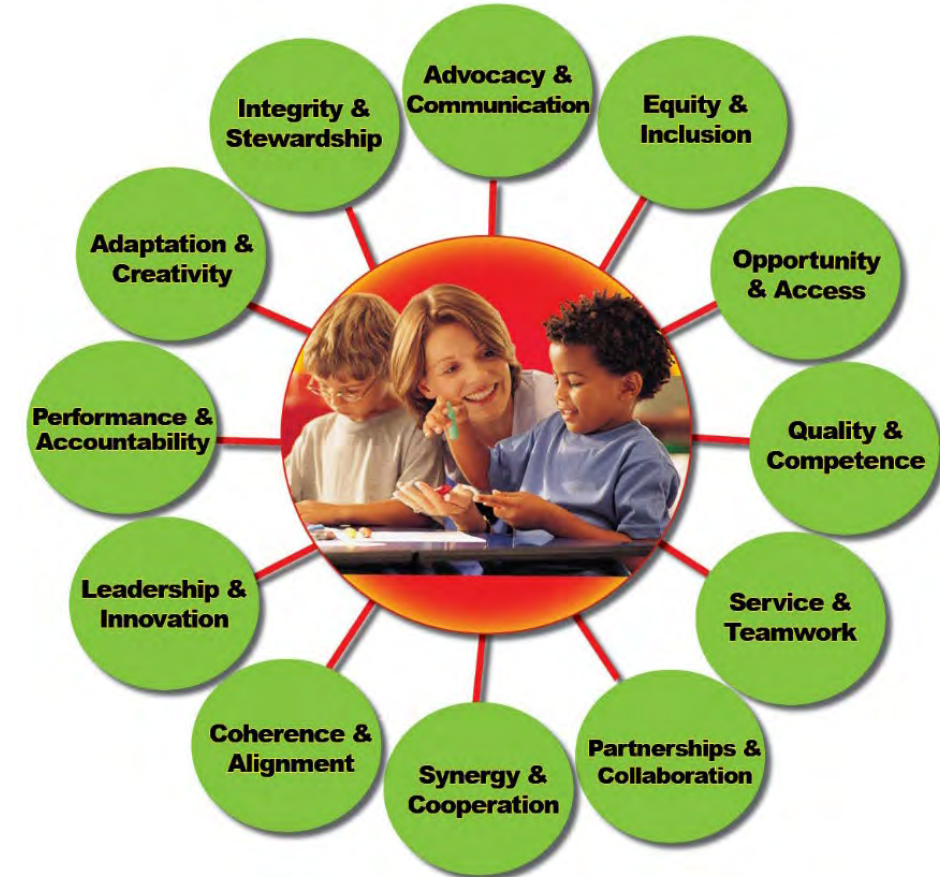 Advocacy &
Communication
Equity &
Inclusion
Opportunity
& Access
Quality &
Competence
Service &
Teamwork
Partnerships &
Collaboration
Synergy &
Cooperation
Coherence &
Alignment
Leadership &
Innovation
Performance &
Accountability
Adaptation &
Creativity
Integrity &
Stewardship